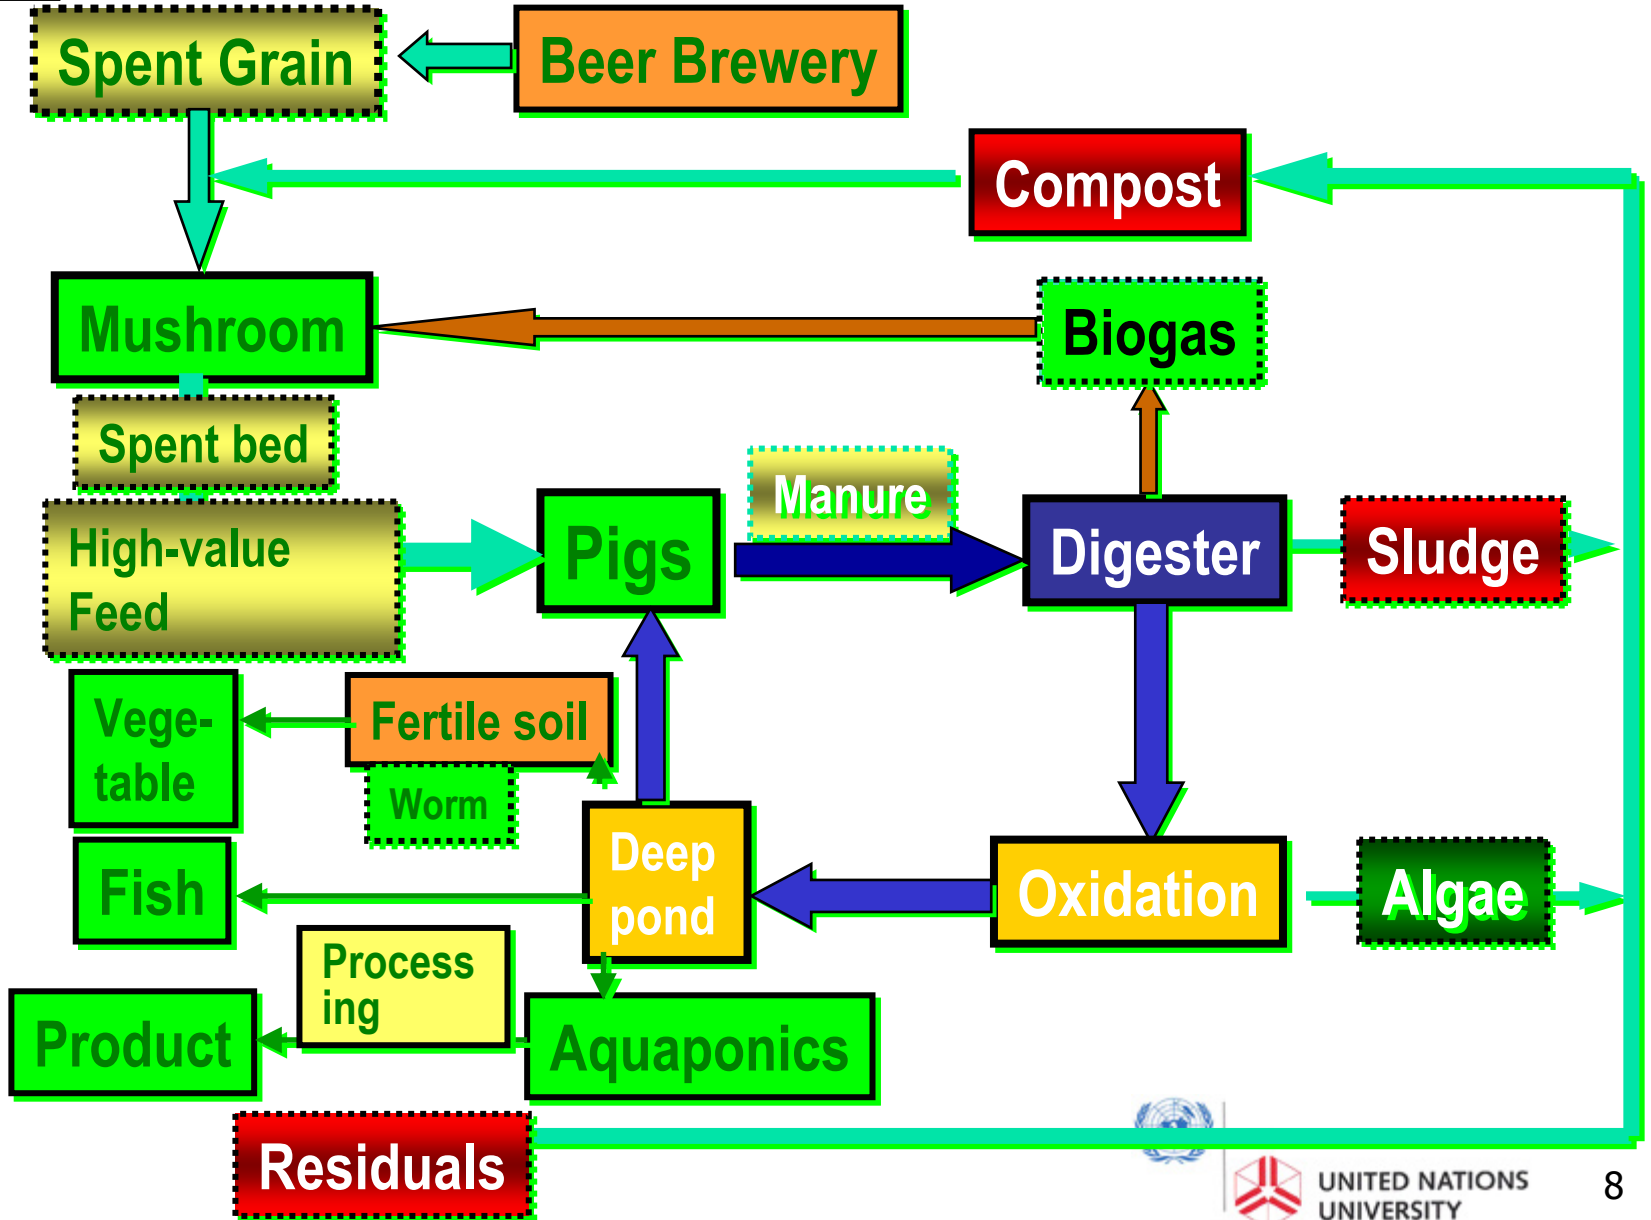 Spent Grain
Beer Brewery
Compost
Mushroom
Biogas
Spent bed
Manure
High-value
Feed
Pigs
Digester
Sludge
Vege-
table
Fertile soil
Worm
Deep
pond
Oxidation
Algae
Fish
Process
ing
Product
Aquaponics
Residuals
UNITED NATIONS
UNIVERSITY
8